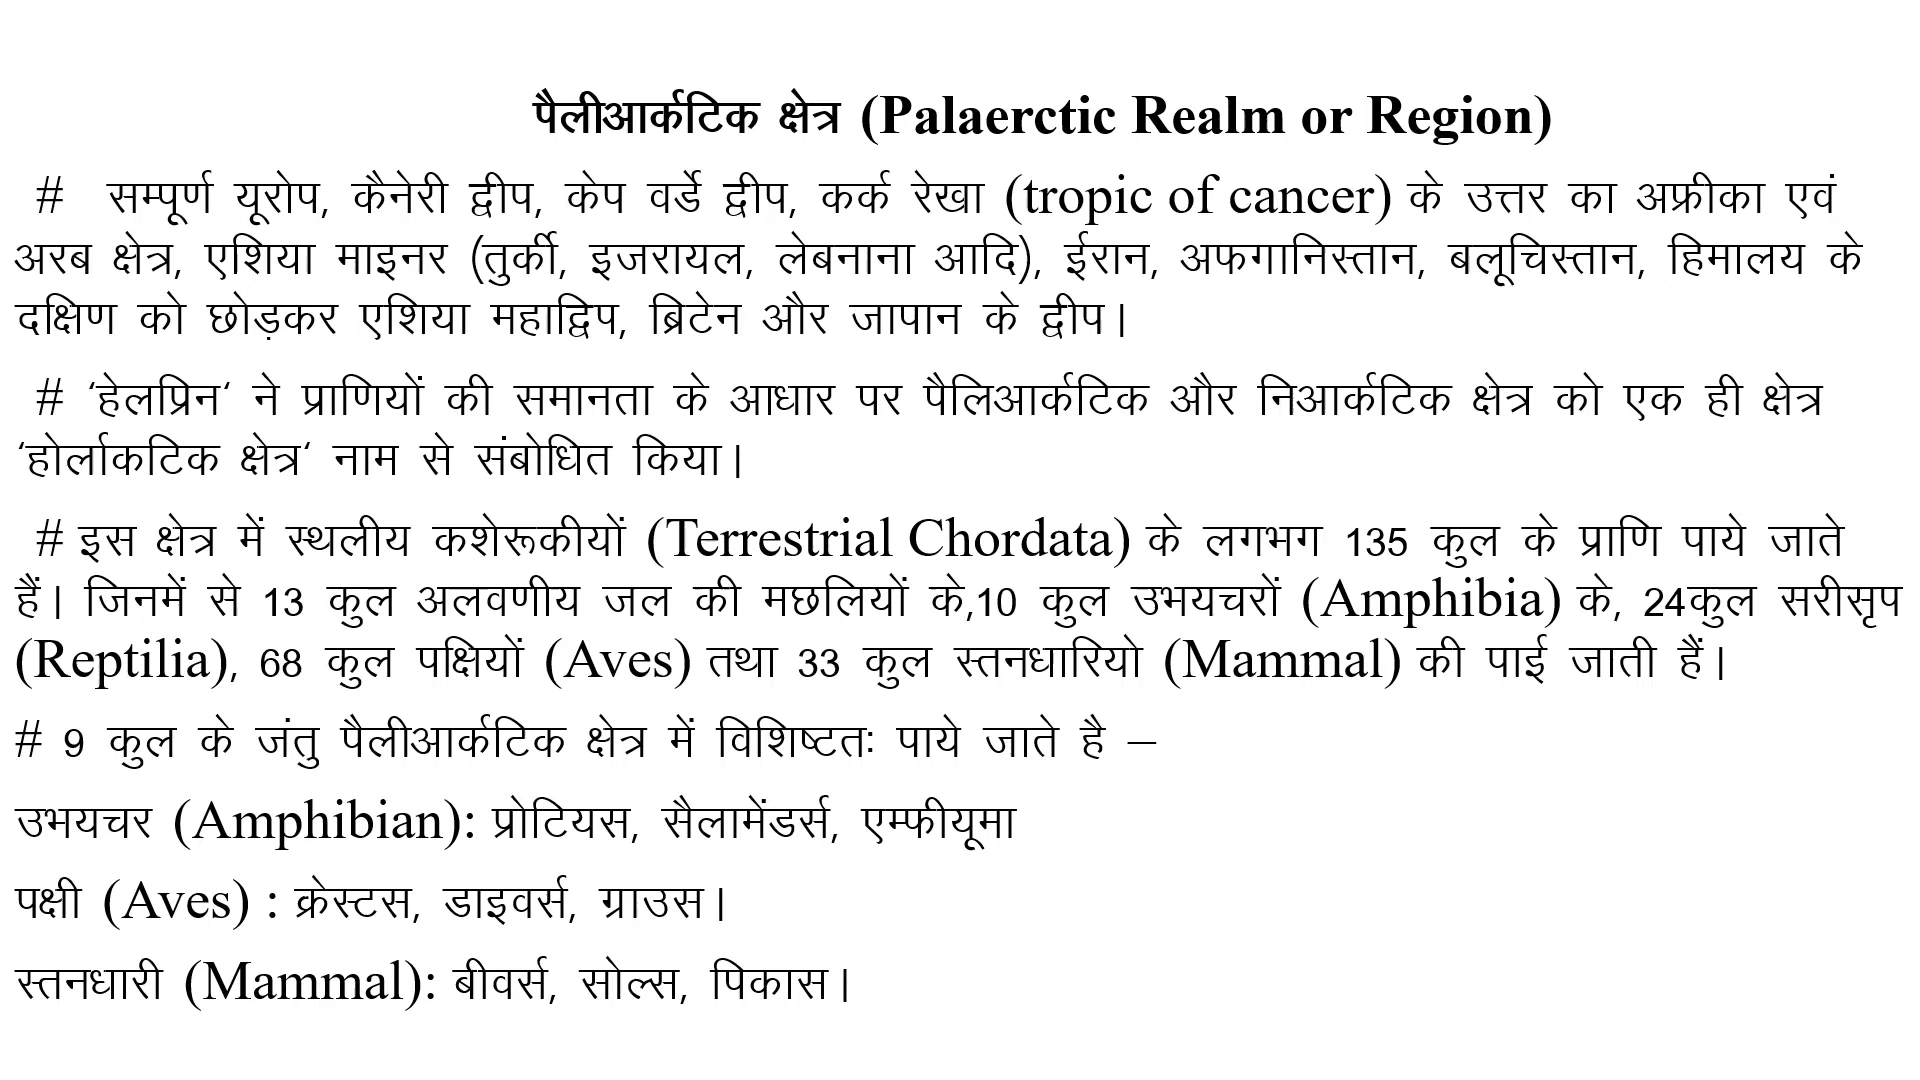 पैलीआर्कटिक क्षेत्र (Palaerctic Realm or Region)
# सम्पूर्ण यूरोप, कैनेरी द्वीप, केप वर्डे द्वीप, कर्क रेखा (tropic of cancer) के उत्तर का अफ्रीका एवं
अरब क्षेत्र, एशिया माइनर (तुर्की, इजरायल, लेबनाना आदि), ईरान, अफगानिस्तान, बलूचिस्तान, हिमालय के
दक्षिण को छोड़कर एशिया महाद्विप, ब्रिटेन और जापान के द्वीप।
# ‘हेलप्रिन‘ ने प्राणियों की समानता के आधार पर पैलिआर्कटिक और निआर्कटिक क्षेत्र को एक ही क्षेत्र
‘होर्लाकटिक क्षेत्र‘ नाम से संबोधित किया।
# इस क्षेत्र में स्थलीय कशेरूकीयों (Terrestrial Chordata) के लगभग 135 कुल के प्राणि पाये जाते
हैं। जिनमें से 13 कुल अलवणीय जल की मछलियों के,10 कुल उभयचरों (Amphibia) के, 24कुल सरीसृप
(Reptilia), 68 कुल पक्षियों (Aves) तथा 33 कुल स्तनधारियो (Mammal) की पाई जाती हैं।
# 9 कुल के जंतु पैलीआर्कटिक क्षेत्र में विशिष्टतः पाये जाते है –
उभयचर (Amphibian): प्रोटियस, सैलामेंडर्स, एम्फीयूमा
पक्षी (Aves) : क्रेस्टस, डाइवर्स, ग्राउस।
स्तनधारी (Mammal): बीवर्स, सोल्स, पिकास।